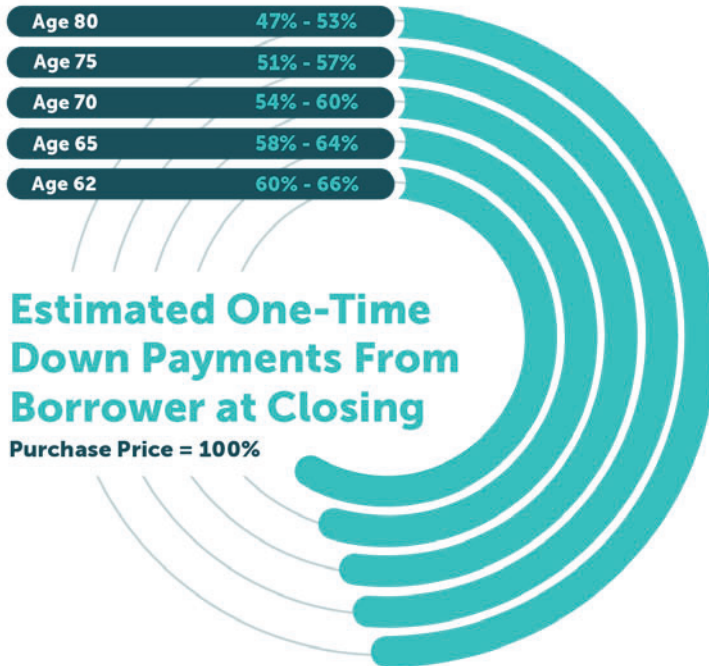 Age 80 47% - 53%
Age 75 51% - 57%
Age 70 54% - 60%
Age 65 58% - 64%
Age 62 60% - 66%
Estimated One-Time
Down Payments From
Borrower at Closing
Purchase Price = 100%